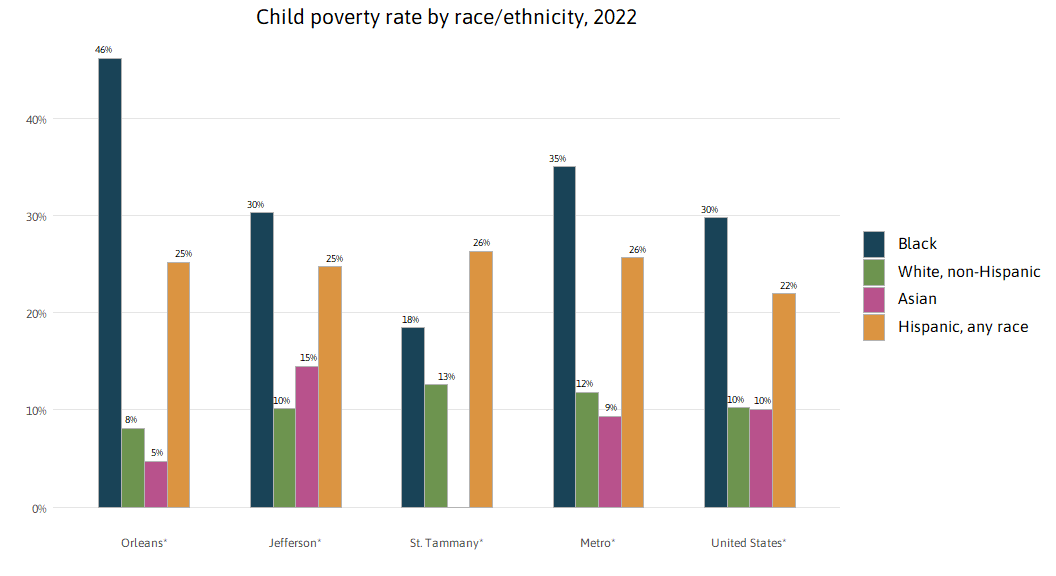 Child poverty rate by race/ethnicity, 2022
46%
40%
35%
30%
30%
30%
26%
26%
25%
25%
22%
20%
18%
15%
13%
12%
10%
10%
10%
10%
9%
8%
5%
0%
Orleans*
Jefferson*
St. Tammany*
Metro*
United States*
Black
White, non-Hispanic
Asian
Hispanic, any race